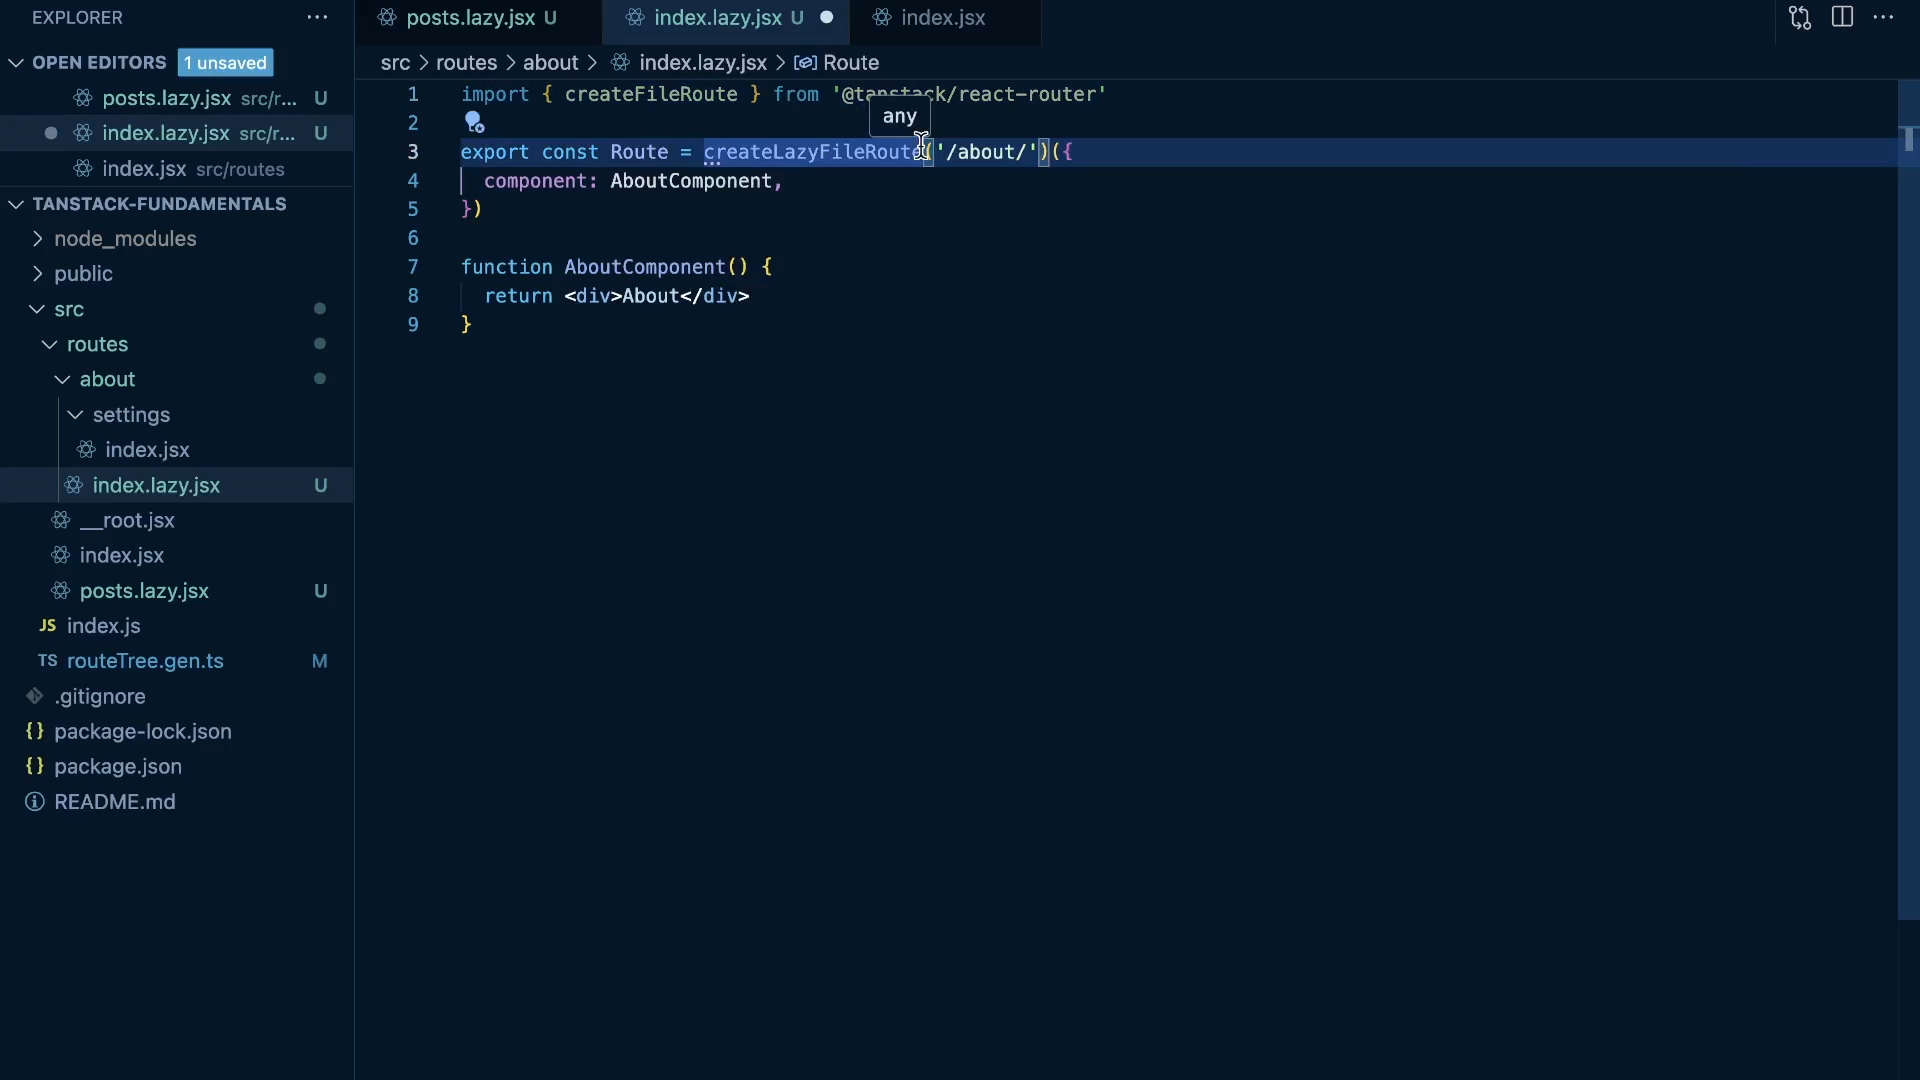 EXPLORER
OPEN EDITORS 1 unsaved
posts.lazy.jsx src/r... U
index.lazy.jsx src/r... U
index.jsx src/routes
TANSTACK-FUNDAMENTALS
node_modules
public
src
routes
about
settings
index.jsx
index.lazy.jsx U
__root.jsx
index.jsx
posts.lazy.jsx U
JS index.js
TS routeTree.gen.ts M
.gitignore
{} package-lock.json
{} package.json
README.md
posts.lazy.jsx U
index.lazy.jsx U
index.jsx
src > routes > about > index.lazy.jsx > Route
1 import { createFileRoute } from '@tanstack/react-router'
any
2
3 export const Route = createLazyFileRoute('/about/')({
4 component: AboutComponent,
5 })
6
7 function AboutComponent() {
8 return <div>About</div>
9 }